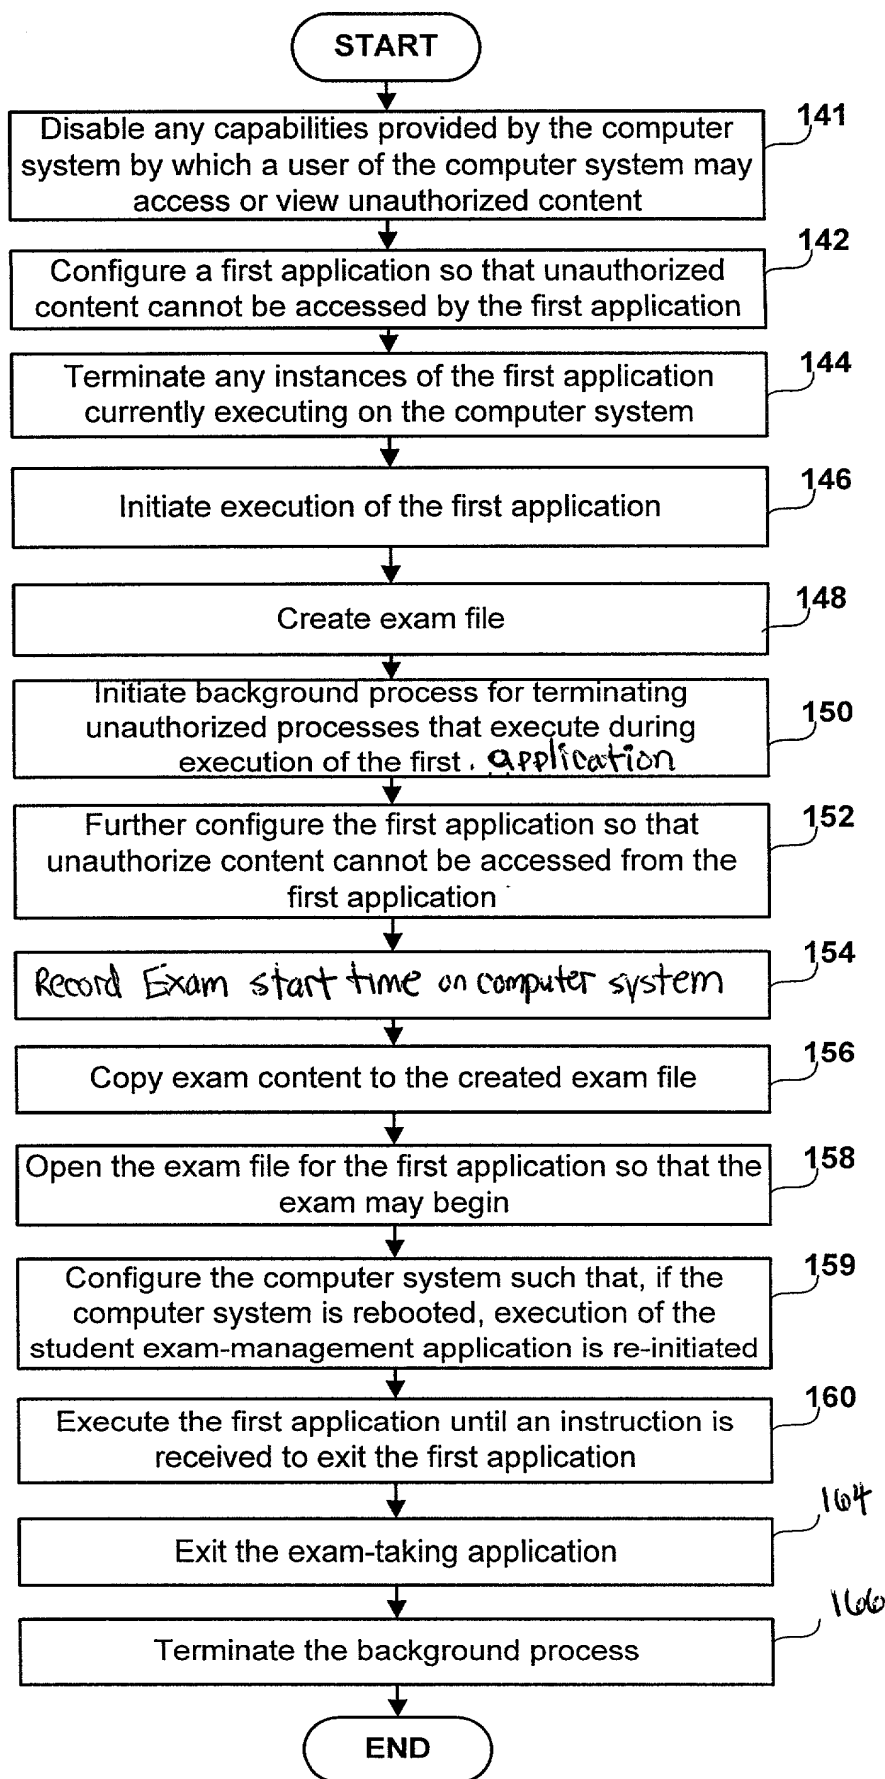 START
Disable any capabilities provided by the computer
141
system by which a user of the computer system may
access or view unauthorized content
142
Configure a first application so that unauthorized
content cannot be accessed by the first application
144
Terminate any instances of the first application
currently executing on the computer system
146
Initiate execution of the first application
148
Create exam file
Initiate background process for terminating
150
unauthorized processes that execute during
execution of the first. application
152
Further configure the first application so that
unauthorize content cannot be accessed from the
first application
154
Record Exam start time on computer system
156
Copy exam content to the created exam file
158
Open the exam file for the first application so that the
exam may begin
159
Configure the computer system such that, if the
computer system is rebooted, execution of the
student exam-management application is re-initiated
160
Execute the first application until an instruction is
received to exit the first application
164
Exit the exam-taking application
166
Terminate the background process
END